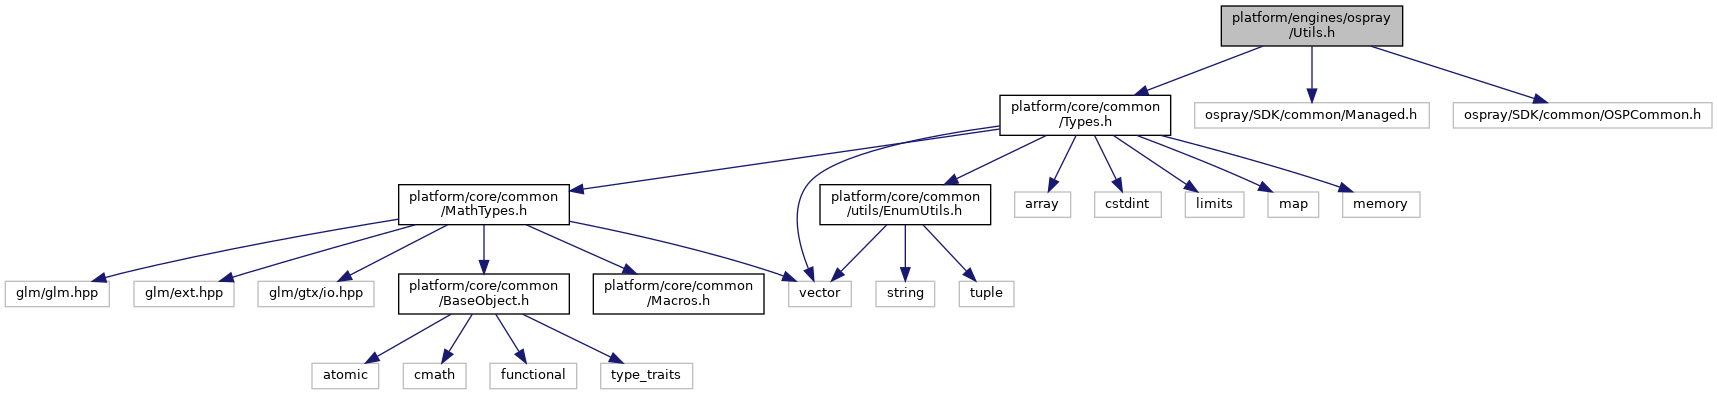 platform/engines/ospray
/Utils.h
platform/core/common
/Types.h
ospray/SDK/common/Managed.h
ospray/SDK/common/OSPCommon.h
platform/core/common
/MathTypes.h
platform/core/common
/utils/EnumUtils.h
array
cstdint
limits
map
memory
glm/glm.hpp
glm/ext.hpp
glm/gtx/io.hpp
platform/core/common
/BaseObject.h
platform/core/common
/Macros.h
vector
string
tuple
atomic
cmath
functional
type_traits